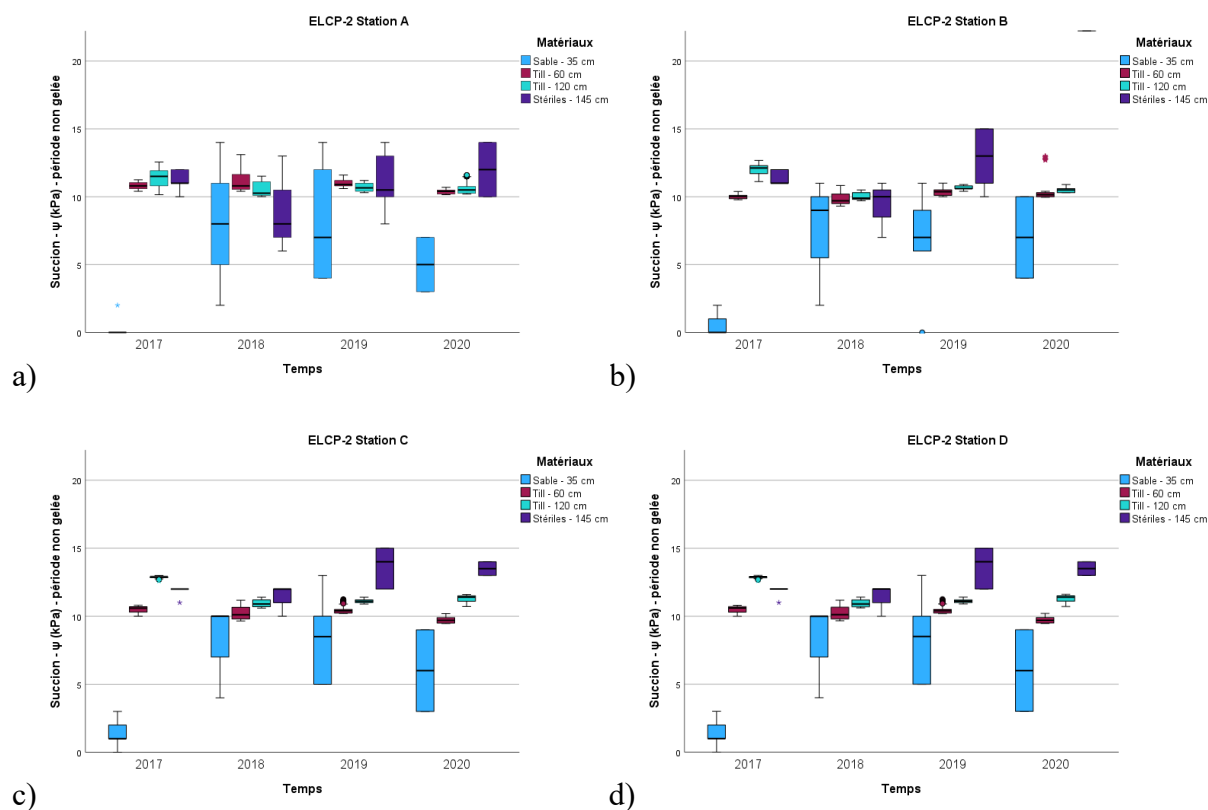 ELCP-2 Station A
Succion - ψ (kPa) - période non gelée
20
15
10
5
0
2017 2018 2019 2020
Temps
Matériaux
Sable - 35 cm
Till - 60 cm
Till - 120 cm
Stériles - 145 cm
a)
ELCP-2 Station B
Succion - ψ (kPa) - période non gelée
20
15
10
5
0
2017 2018 2019 2020
Temps
Matériaux
Sable - 35 cm
Till - 60 cm
Till - 120 cm
Stériles - 145 cm
b)
ELCP-2 Station C
Succion - ψ (kPa) - période non gelée
20
15
10
5
0
2017 2018 2019 2020
Temps
Matériaux
Sable - 35 cm
Till - 60 cm
Till - 120 cm
Stériles - 145 cm
c)
ELCP-2 Station D
Succion - ψ (kPa) - période non gelée
20
15
10
5
0
2017 2018 2019 2020
Temps
Matériaux
Sable - 35 cm
Till - 60 cm
Till - 120 cm
Stériles - 145 cm
d)